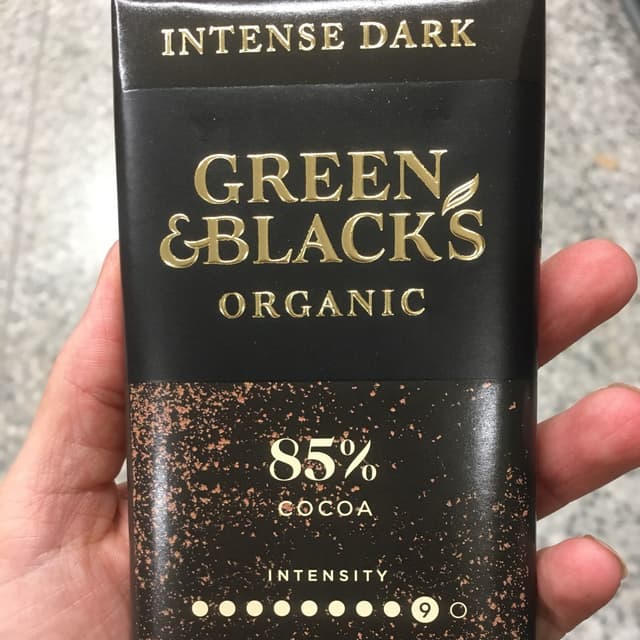 INTENSE DARK
GREEN
&BLACK'S
ORGANIC
85%
COCOA
INTENSITY
9